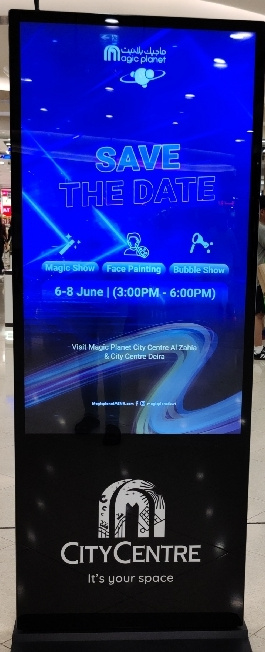 ماجيك بلانيت
Magic planet
SAVE
THE DATE
Magic Show Face Painting Bubble Show
6-8 June | (3:00PM - 6:00PM)
Visit Magic Planet City Centre Al Zahia
& City Centre Deira
CITY CENTRE
It's your space